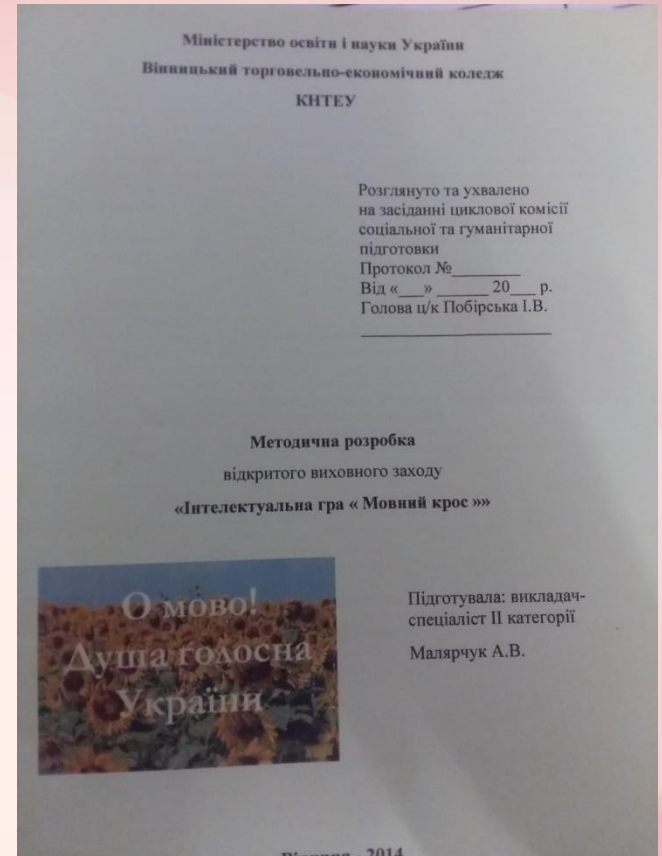 Міністерство освіти і науки України
Вінницький торговельно-економічний коледж
КНТЕУ
Розглянуто та ухвалено
на засіданні циклової комісії
соціальної та гуманітарної
підготовки
Протокол №________
Від «___» ______ 20___ р.
Голова ц/к Побірська І.В.
Методична розробка
відкритого виховного заходу
«Інтелектуальна гра « Мовний крос »»
О мово!
Душа голосна
України
Підготувала: викладач-
спеціаліст ІІ категорії
Малярчук А.В.
Вінниця - 2014